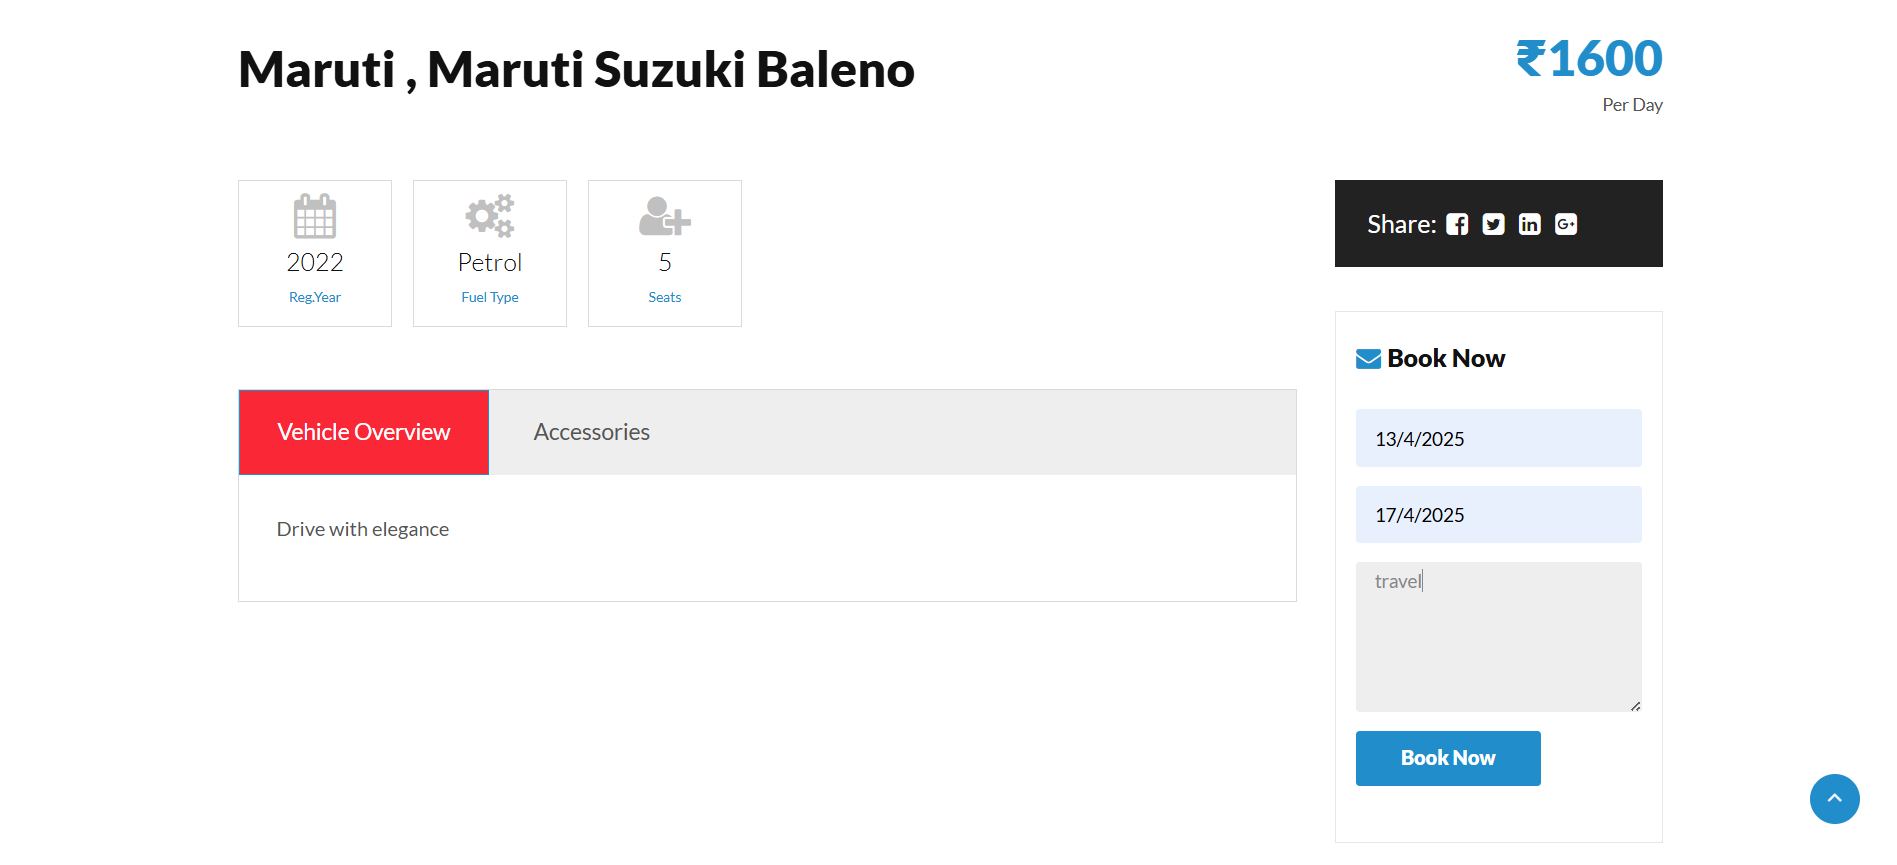 Maruti , Maruti Suzuki Baleno
₹1600
Per Day
2022
Reg.Year
Petrol
Fuel Type
5
Seats
Share:
Vehicle Overview
Accessories
Drive with elegance
Book Now
13/4/2025
17/4/2025
travel
Book Now